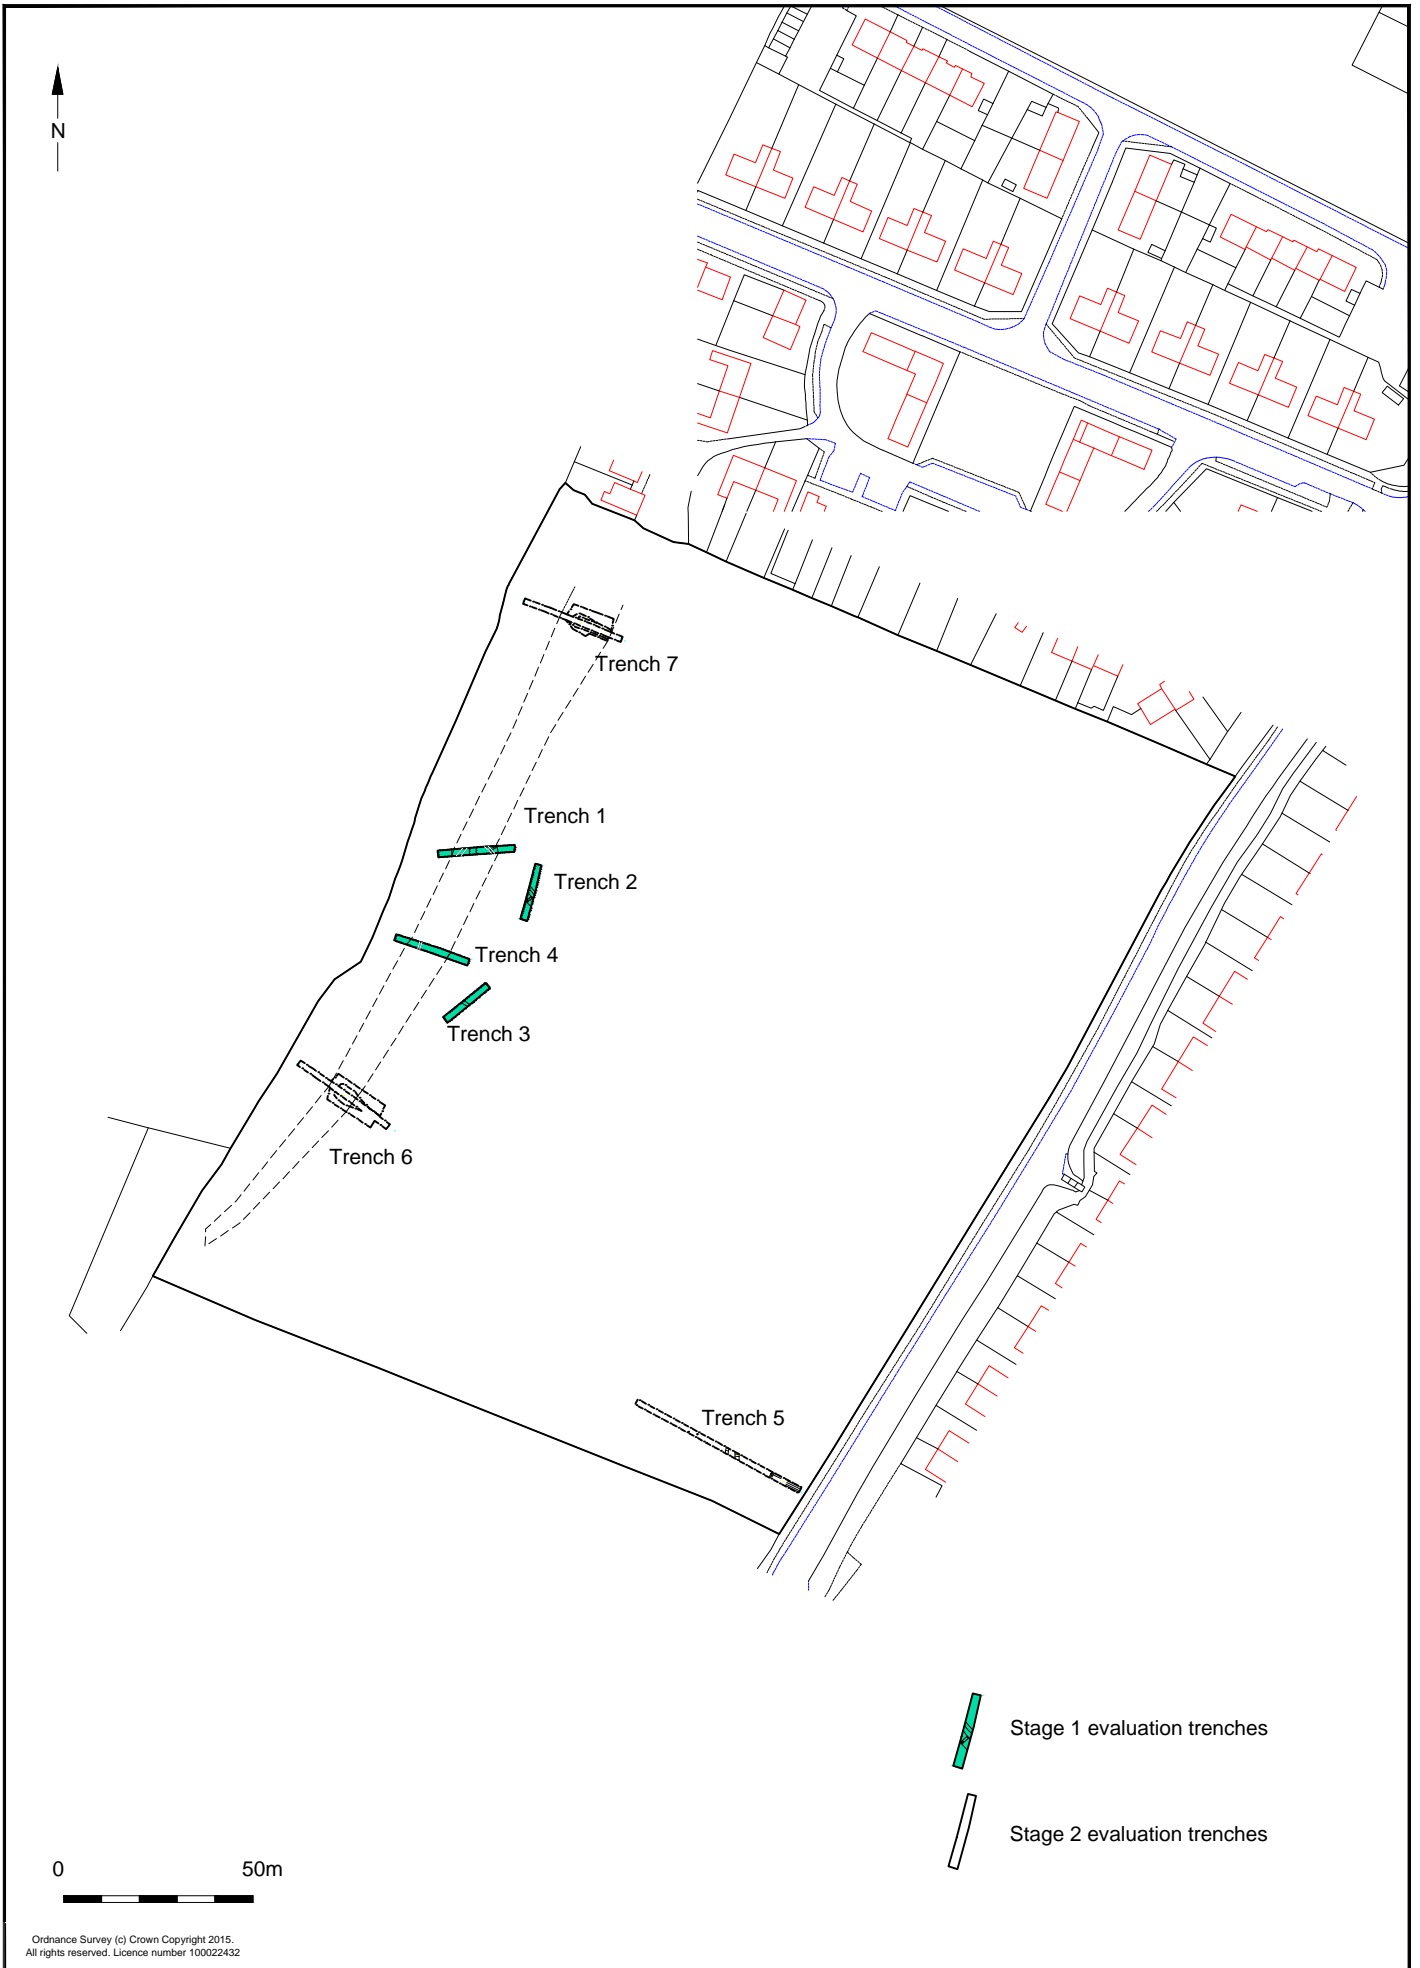 N
Trench 7
Trench 1
Trench 2
Trench 4
Trench 3
Trench 6
Trench 5
Stage 1 evaluation trenches
Stage 2 evaluation trenches
0 50m
Ordnance Survey (c) Crown Copyright 2015.
All rights reserved. Licence number 100022432